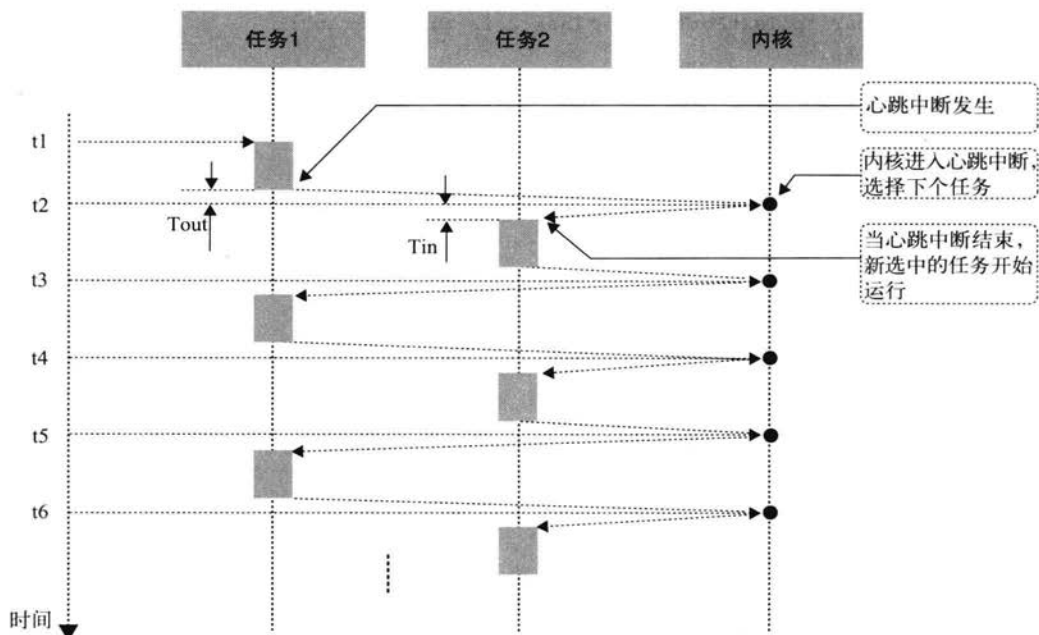 任务1
任务2
内核
心跳中断发生
t1
内核进入心跳中断，
选择下个任务
t2
Tout
Tin
当心跳中断结束，
新选中的任务开始
运行
t3
t4
t5
t6
时间